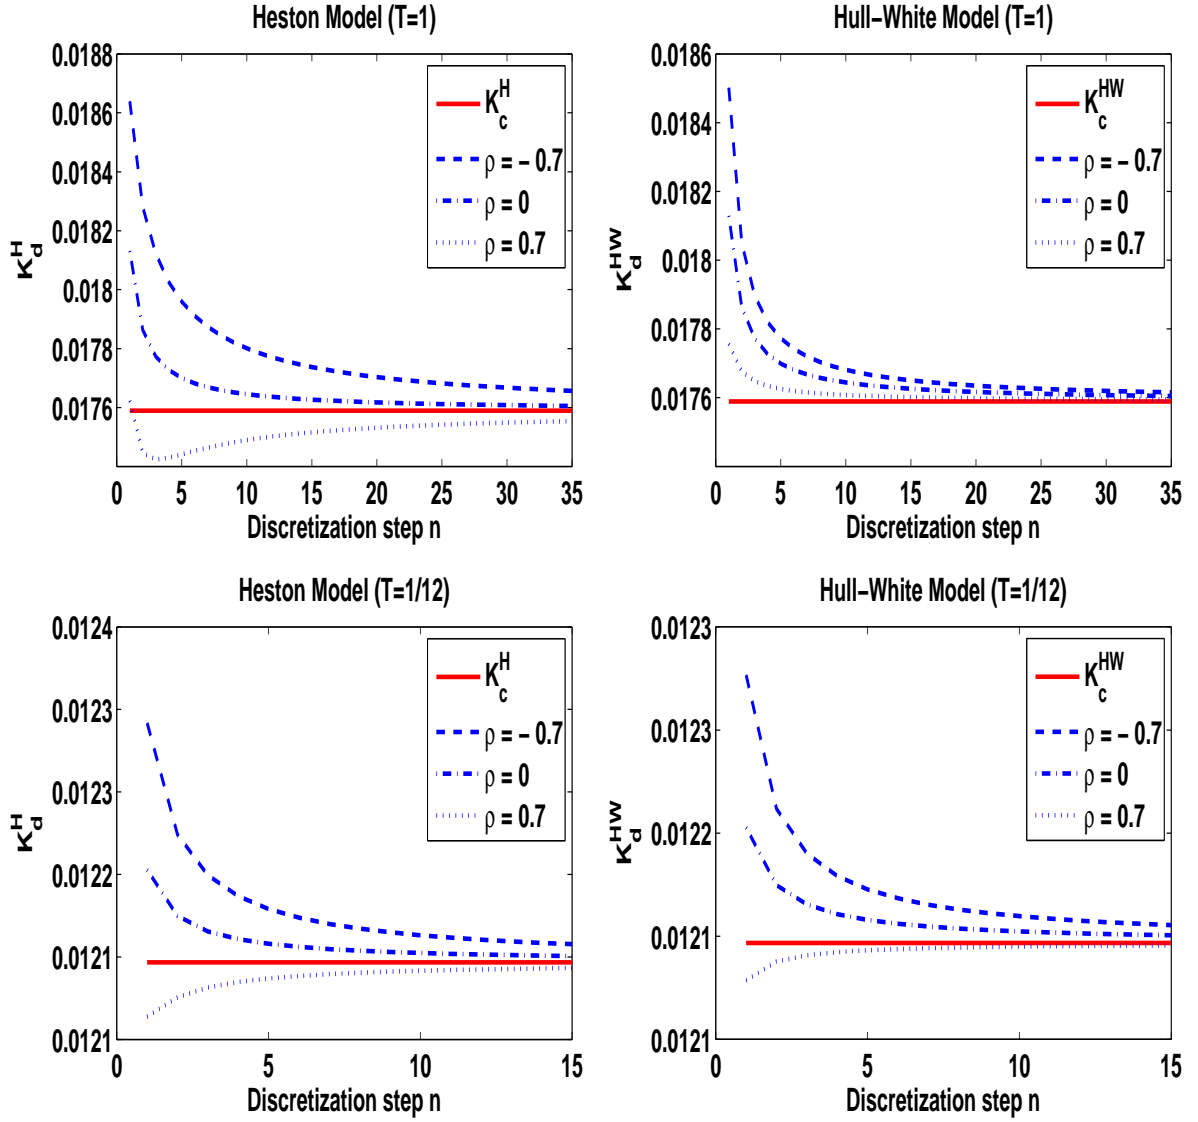 Heston Model (T=1)
0.0188
0.0186
0.0184
0.0182
0.018
0.0178
0.0176
K_d^H
K_c^H
ρ = − 0.7
ρ = 0
ρ = 0.7
0 5 10 15 20 25 30 35
Discretization step n
Hull−White Model (T=1)
0.0186
0.0184
0.0182
0.018
0.0178
0.0176
K_d^HW
K_c^HW
ρ = − 0.7
ρ = 0
ρ = 0.7
0 5 10 15 20 25 30 35
Discretization step n
Heston Model (T=1/12)
0.0124
0.0123
0.0123
0.0122
0.0121
0.0121
K_d^H
K_c^H
ρ = − 0.7
ρ = 0
ρ = 0.7
0 5 10 15
Discretization step n
Hull−White Model (T=1/12)
0.0123
0.0123
0.0122
0.0121
0.0121
K_d^HW
K_c^HW
ρ = − 0.7
ρ = 0
ρ = 0.7
0 5 10 15
Discretization step n